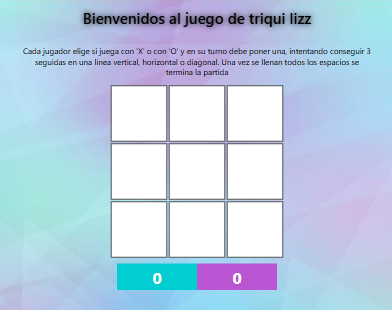 Bienvenidos al juego de triqui lizz
Cada jugador elige si juega con 'X' o con 'O' y en su turno debe poner una, intentando conseguir 3
seguidas en una linea vertical, horizontal o diagonal. Una vez se llenan todos los espacios se
termina la partida
0 0